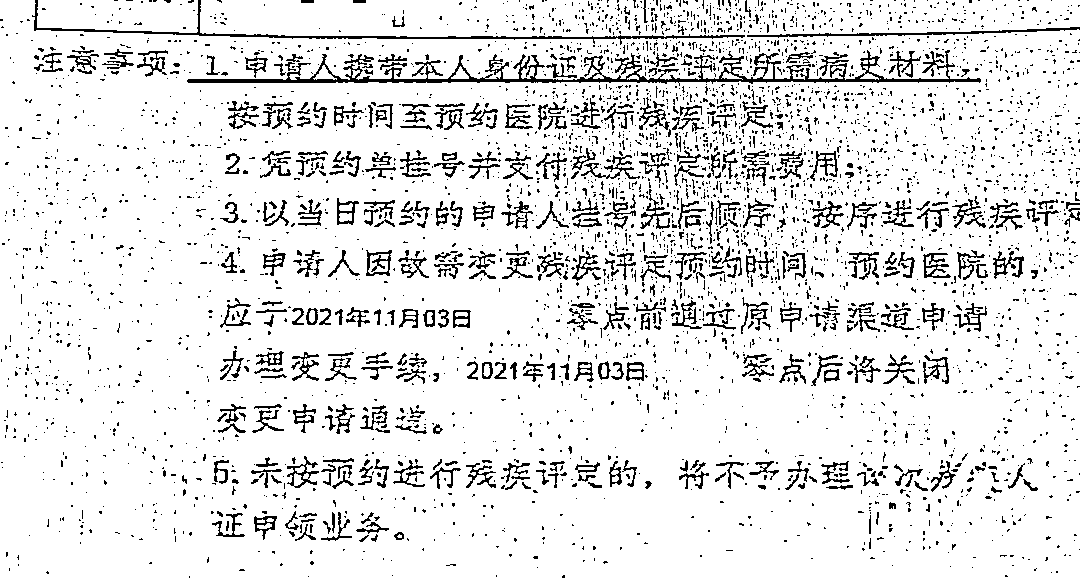 注意事项：1. 申请人携带本人身份证及残疾评定所需病史材料，
按预约时间至预约医院进行残疾评定；
2. 凭预约单挂号并支付残疾评定所需费用；
3. 以当日预约的申请人挂号先后顺序，按序进行残疾评定
4. 申请人因故需变更残疾评定预约时间、预约医院的，
应于2021年11月03日 零点前通过原申请渠道申请
办理变更手续，2021年11月03日 零点后将关闭
变更申请通道。
5. 未按预约进行残疾评定的，将不予办理该次残疾人
证申领业务。